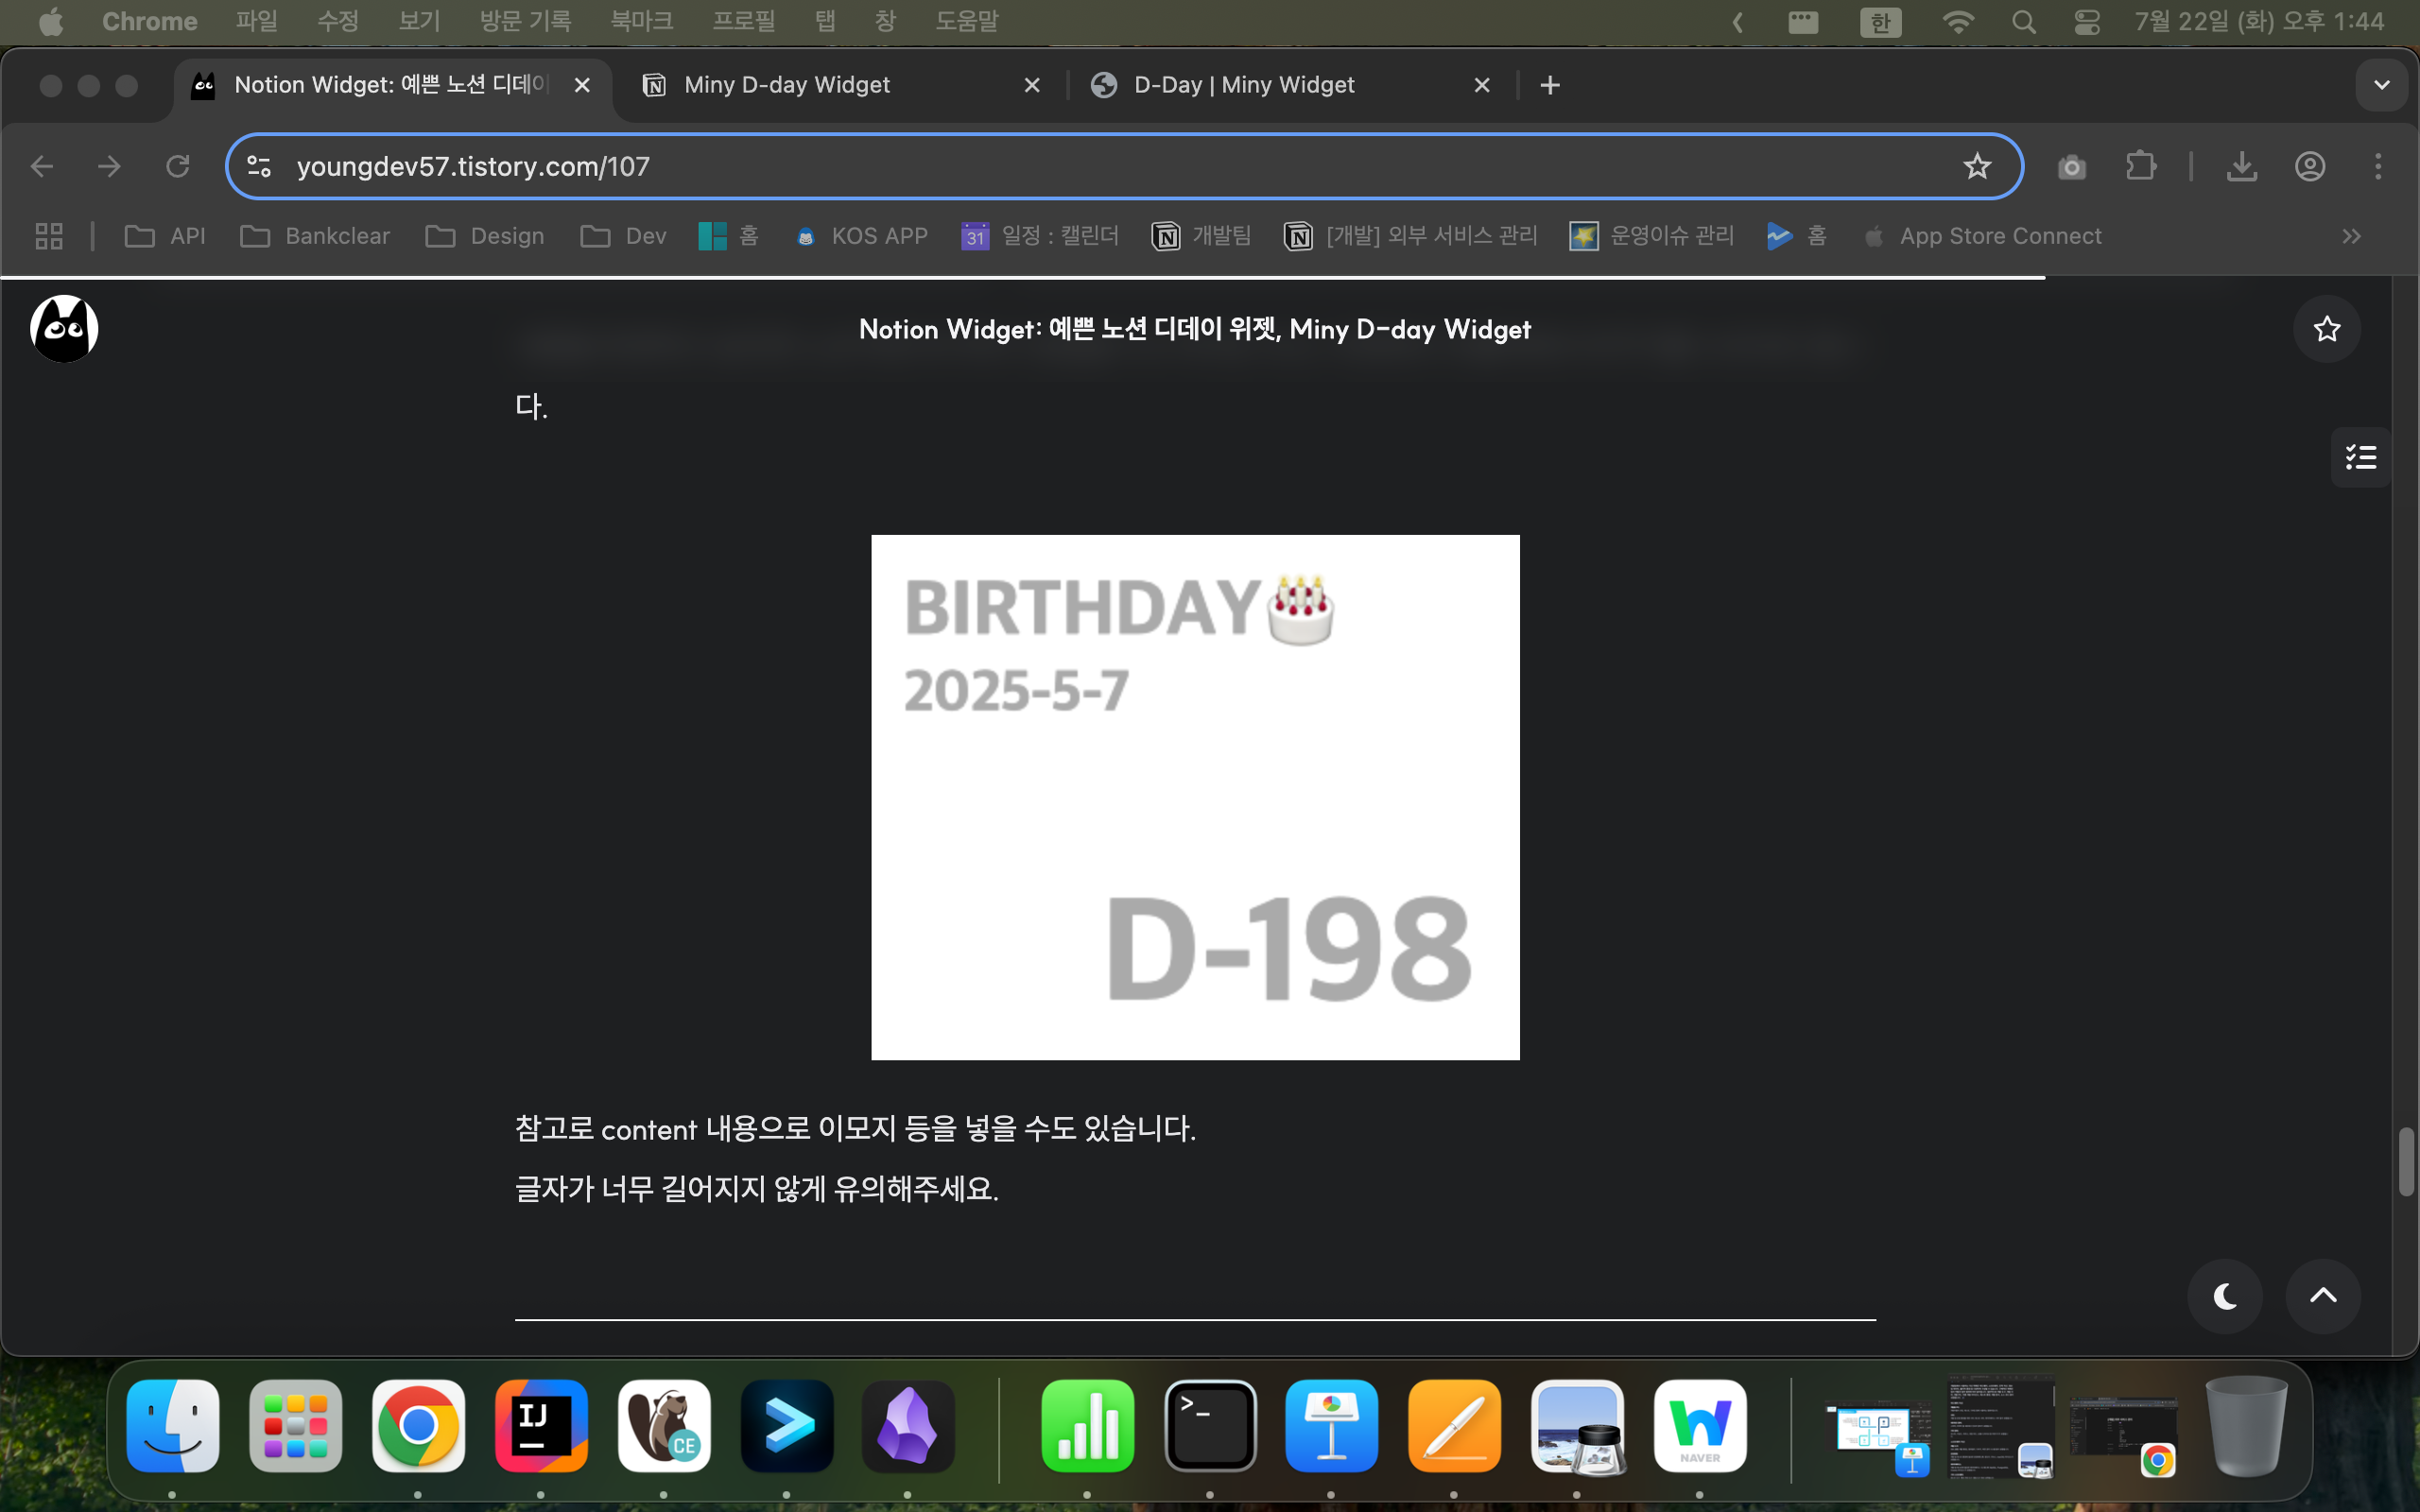 Chrome 파일 수정 보기 방문 기록 북마크 프로필 탭 창 도움말 한 7월 22일 (화) 오후 1:44
Notion Widget: 예쁜 노션 디데이 Miny D-day Widget D-Day | Miny Widget
youngdev57.tistory.com/107
API Bankclear Design Dev 홈 KOS APP 31 일정 : 캘린더 개발팀 [개발] 외부 서비스 관리 운영이슈 관리 홈 App Store Connect
Notion Widget: 예쁜 노션 디데이 위젯, Miny D-day Widget
다.
BIRTHDAY🎂
2025-5-7
D-198
참고로 content 내용으로 이모지 등을 넣을 수도 있습니다.
글자가 너무 길어지지 않게 유의해주세요.
IJ
CE
>_
NAVER